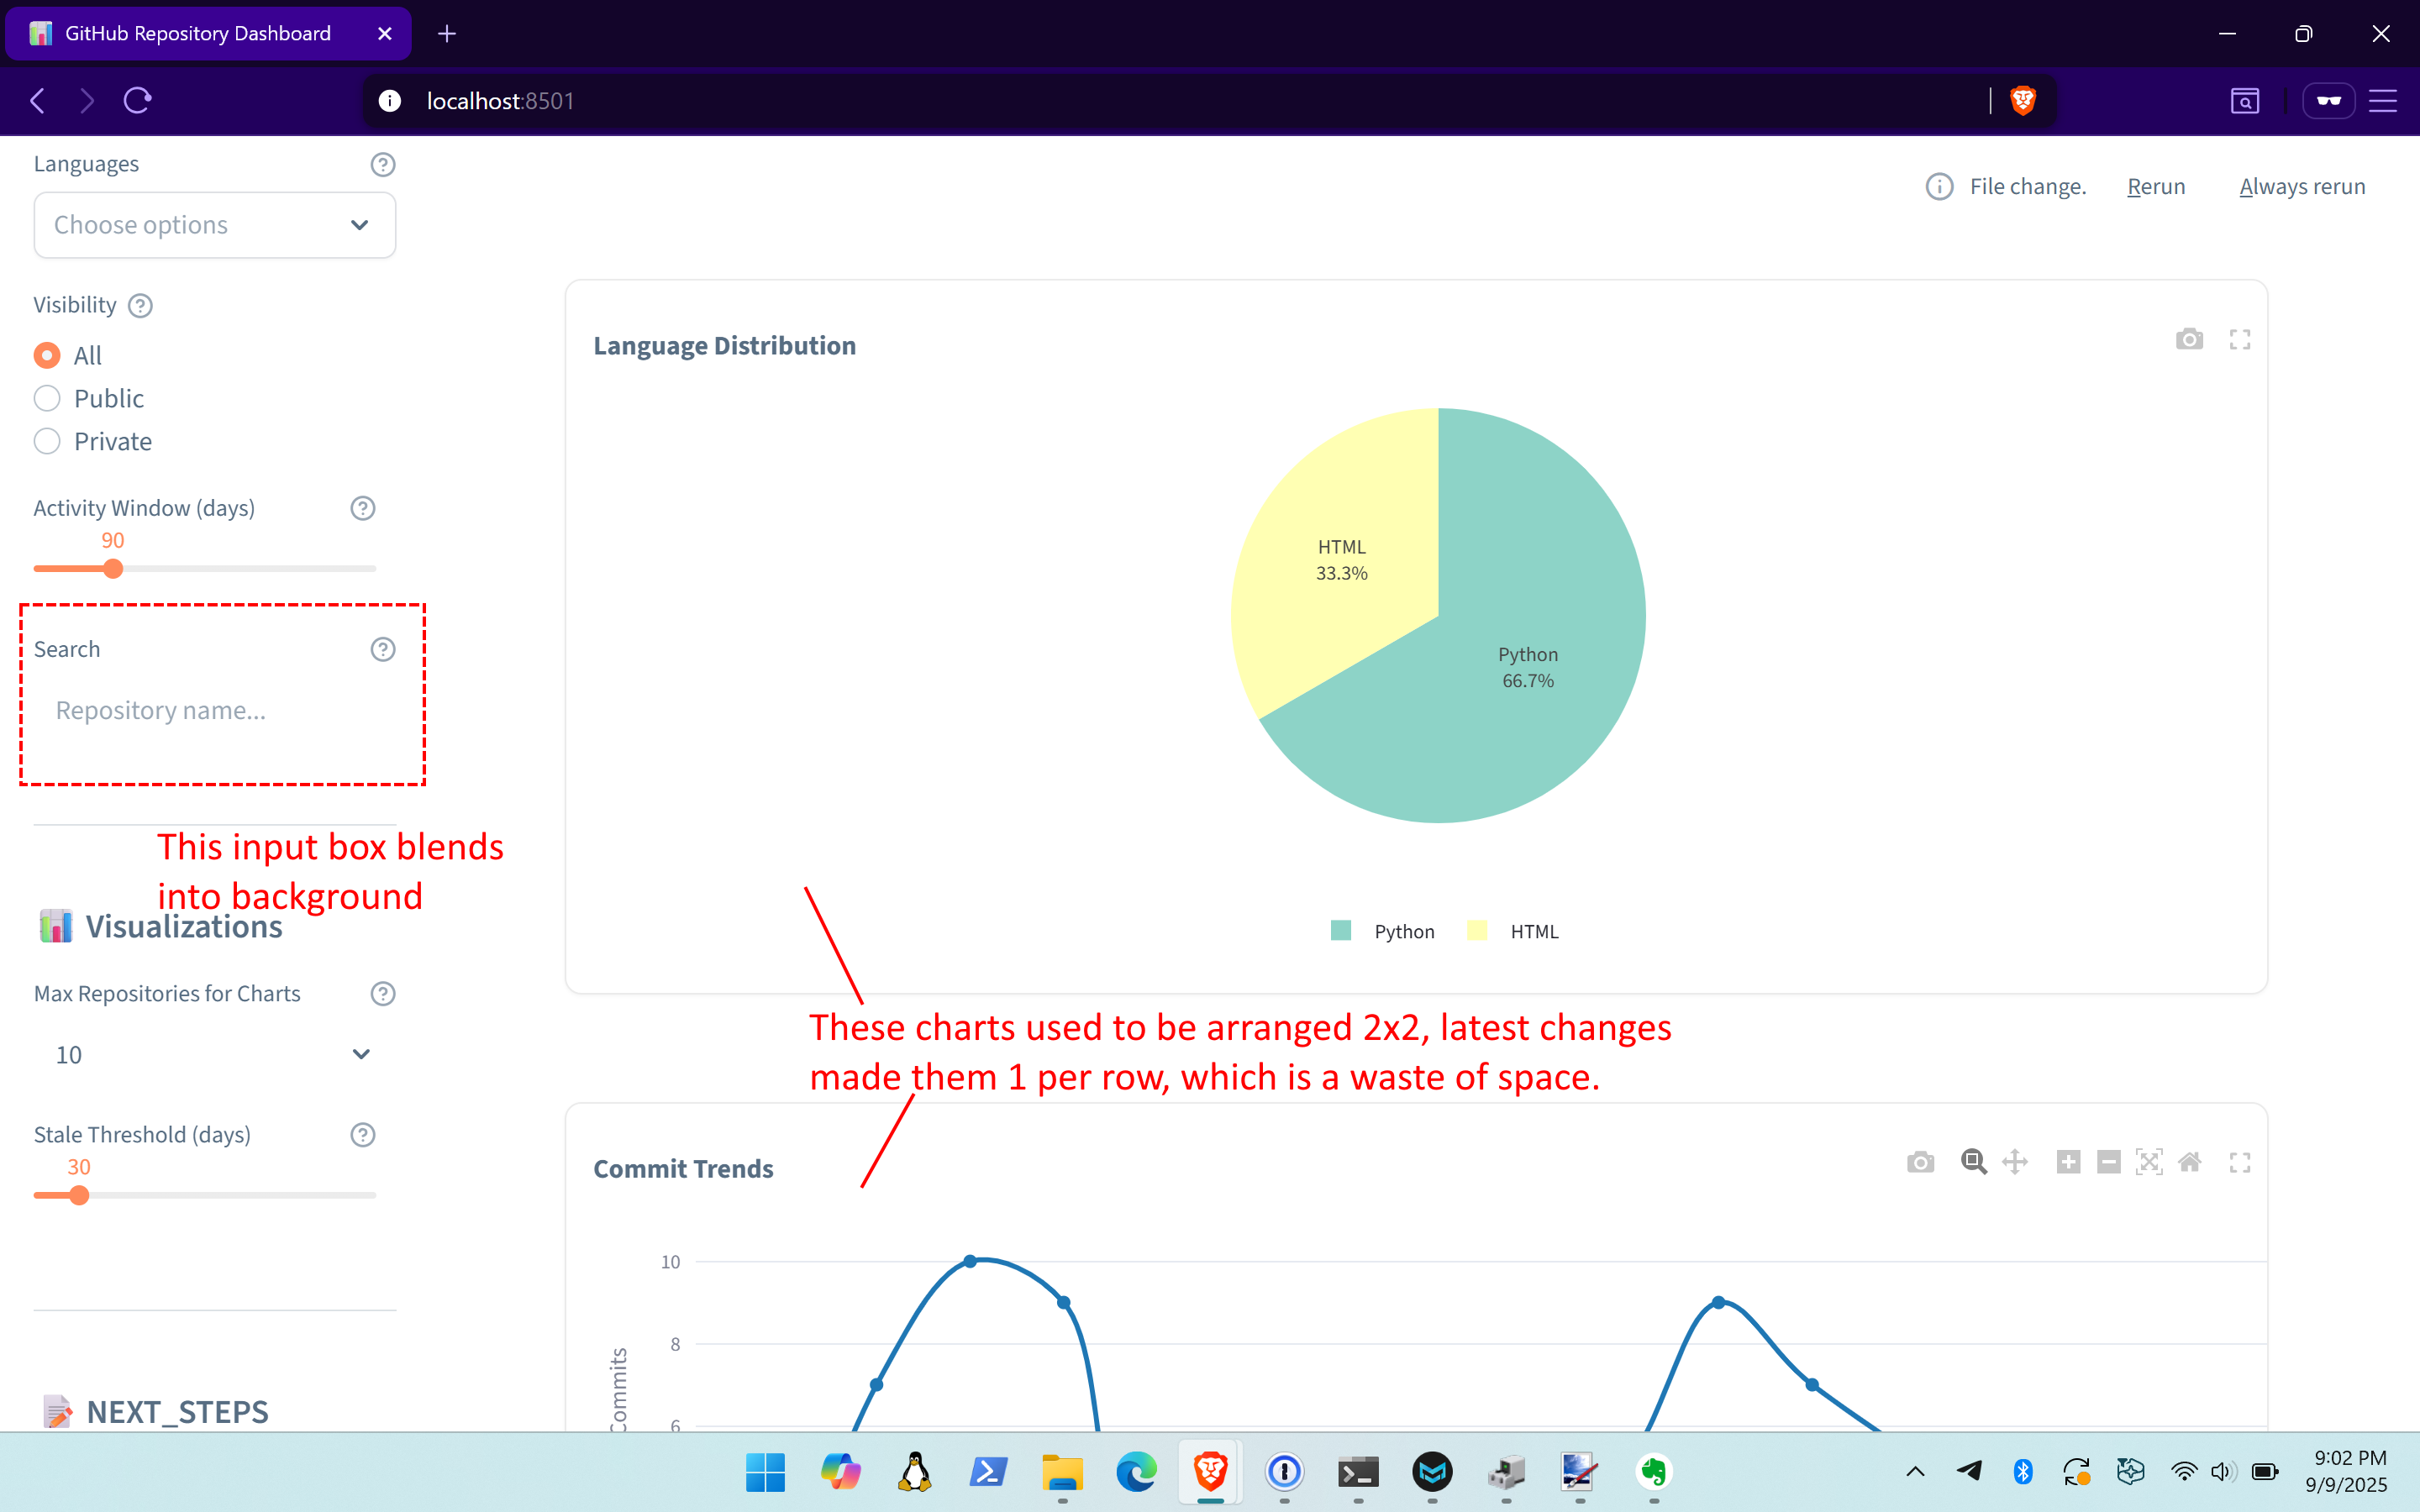 GitHub Repository Dashboard
localhost:8501
Languages
Choose options
File change.
Rerun
Always rerun
Visibility
All
Public
Private
Activity Window (days)
90
Search
Repository name...
This input box blends
into background
Visualizations
Max Repositories for Charts
10
Stale Threshold (days)
30
NEXT_STEPS
Language Distribution
HTML
33.3%
Python
66.7%
Python
HTML
These charts used to be arranged 2x2, latest changes
made them 1 per row, which is a waste of space.
Commit Trends
10
8
6
Commits
9:02 PM
9/9/2025